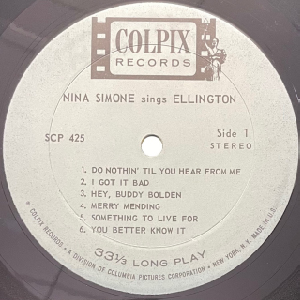 COLPIX
RECORDS
NINA SIMONE sings ELLINGTON
SCP 425
Side 1
STEREO
1. DO NOTHIN' TIL YOU HEAR FROM ME
2. I GOT IT BAD
3. HEY, BUDDY BOLDEN
4. MERRY MENDING
5. SOMETHING TO LIVE FOR
6. YOU BETTER KNOW IT
33⅓ LONG PLAY
COLPIX RECORDS • A DIVISION OF COLUMBIA PICTURES CORPORATION • NEW YORK, N.Y. MADE IN U.S.A.